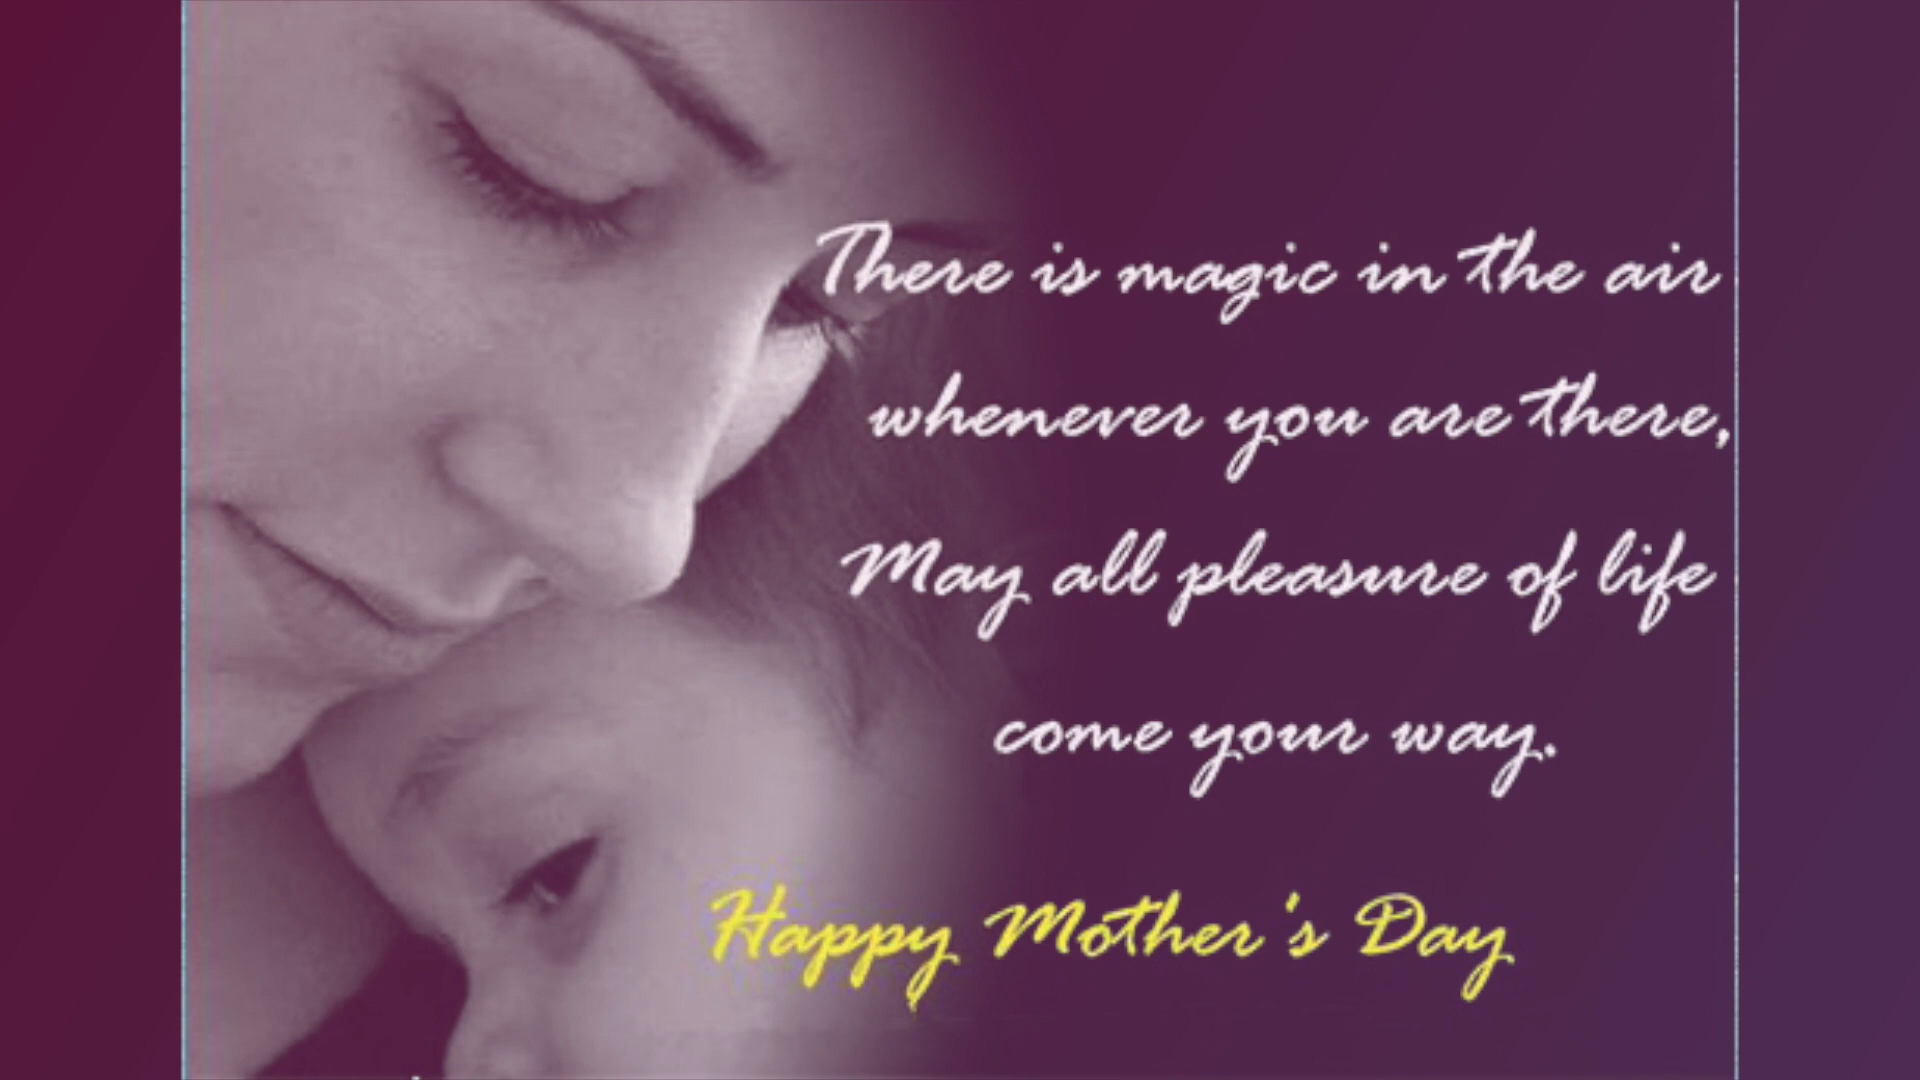 There is magic in the air
whenever you are there,
May all pleasure of life
come your way.
Happy Mother's Day